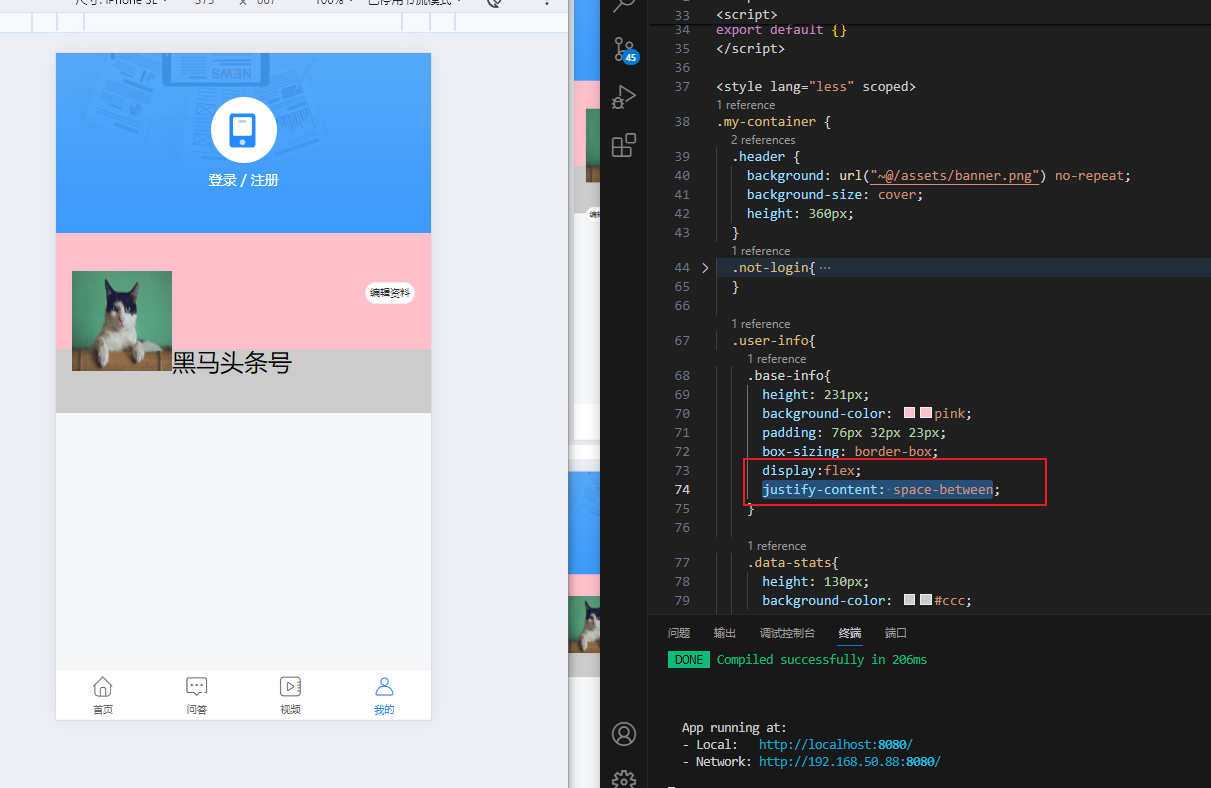 尺寸: iPhone SE
375
×
667
100%
已停用节流模式
NEWS
登录 / 注册
编辑资料
黑马头条号
首页
问答
视频
我的
45
33 <script>
34 export default {}
35 </script>
36
37 <style lang="less" scoped>
1 reference
38 .my-container {
2 references
39 .header {
40 background: url("~@/assets/banner.png") no-repeat;
41 background-size: cover;
42 height: 360px;
43 }
1 reference
44 .not-login{ ···
65 }
66
1 reference
67 .user-info{
1 reference
68 .base-info{
69 height: 231px;
70 background-color: pink;
71 padding: 76px 32px 23px;
72 box-sizing: border-box;
73 display:flex;
74 justify-content: space-between;
75 }
76
1 reference
77 .data-stats{
78 height: 130px;
79 background-color: #ccc;
问题 输出 调试控制台 终端 端口
DONE Compiled successfully in 206ms
App running at:
- Local: http://localhost:8080/
- Network: http://192.168.50.88:8080/